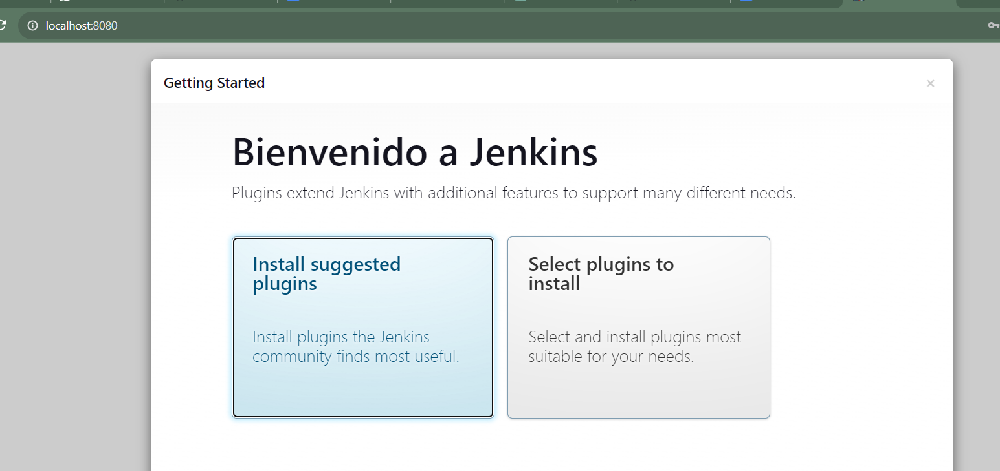 localhost:8080
Getting Started
×
Bienvenido a Jenkins
Plugins extend Jenkins with additional features to support many different needs.
Install suggested
plugins
Install plugins the Jenkins
community finds most useful.
Select plugins to
install
Select and install plugins most
suitable for your needs.